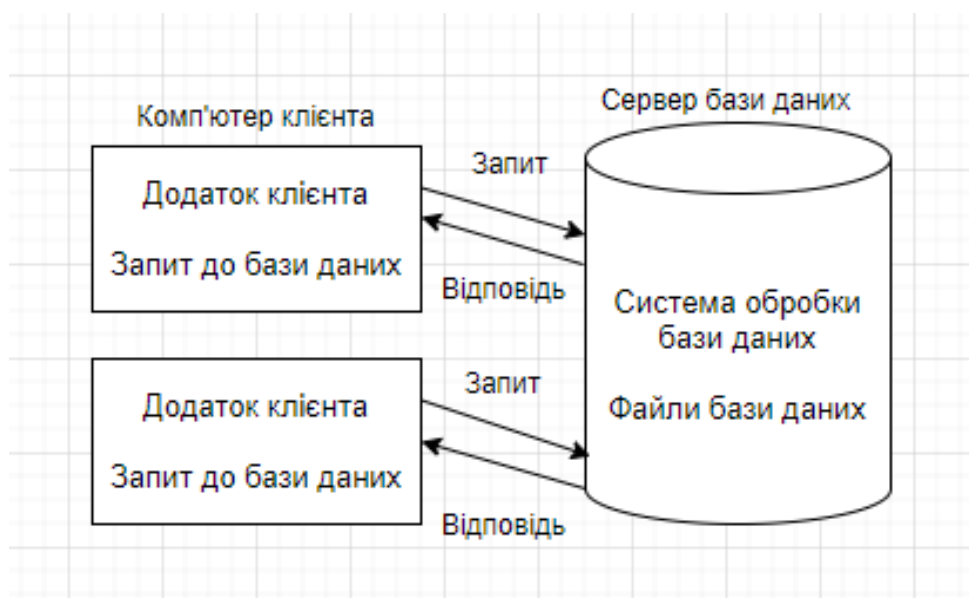 Комп'ютер клієнта
Сервер бази даних
Додаток клієнта
Запит до бази даних
Запит
Відповідь
Система обробки
бази даних
Файли бази даних
Додаток клієнта
Запит до бази даних
Запит
Відповідь